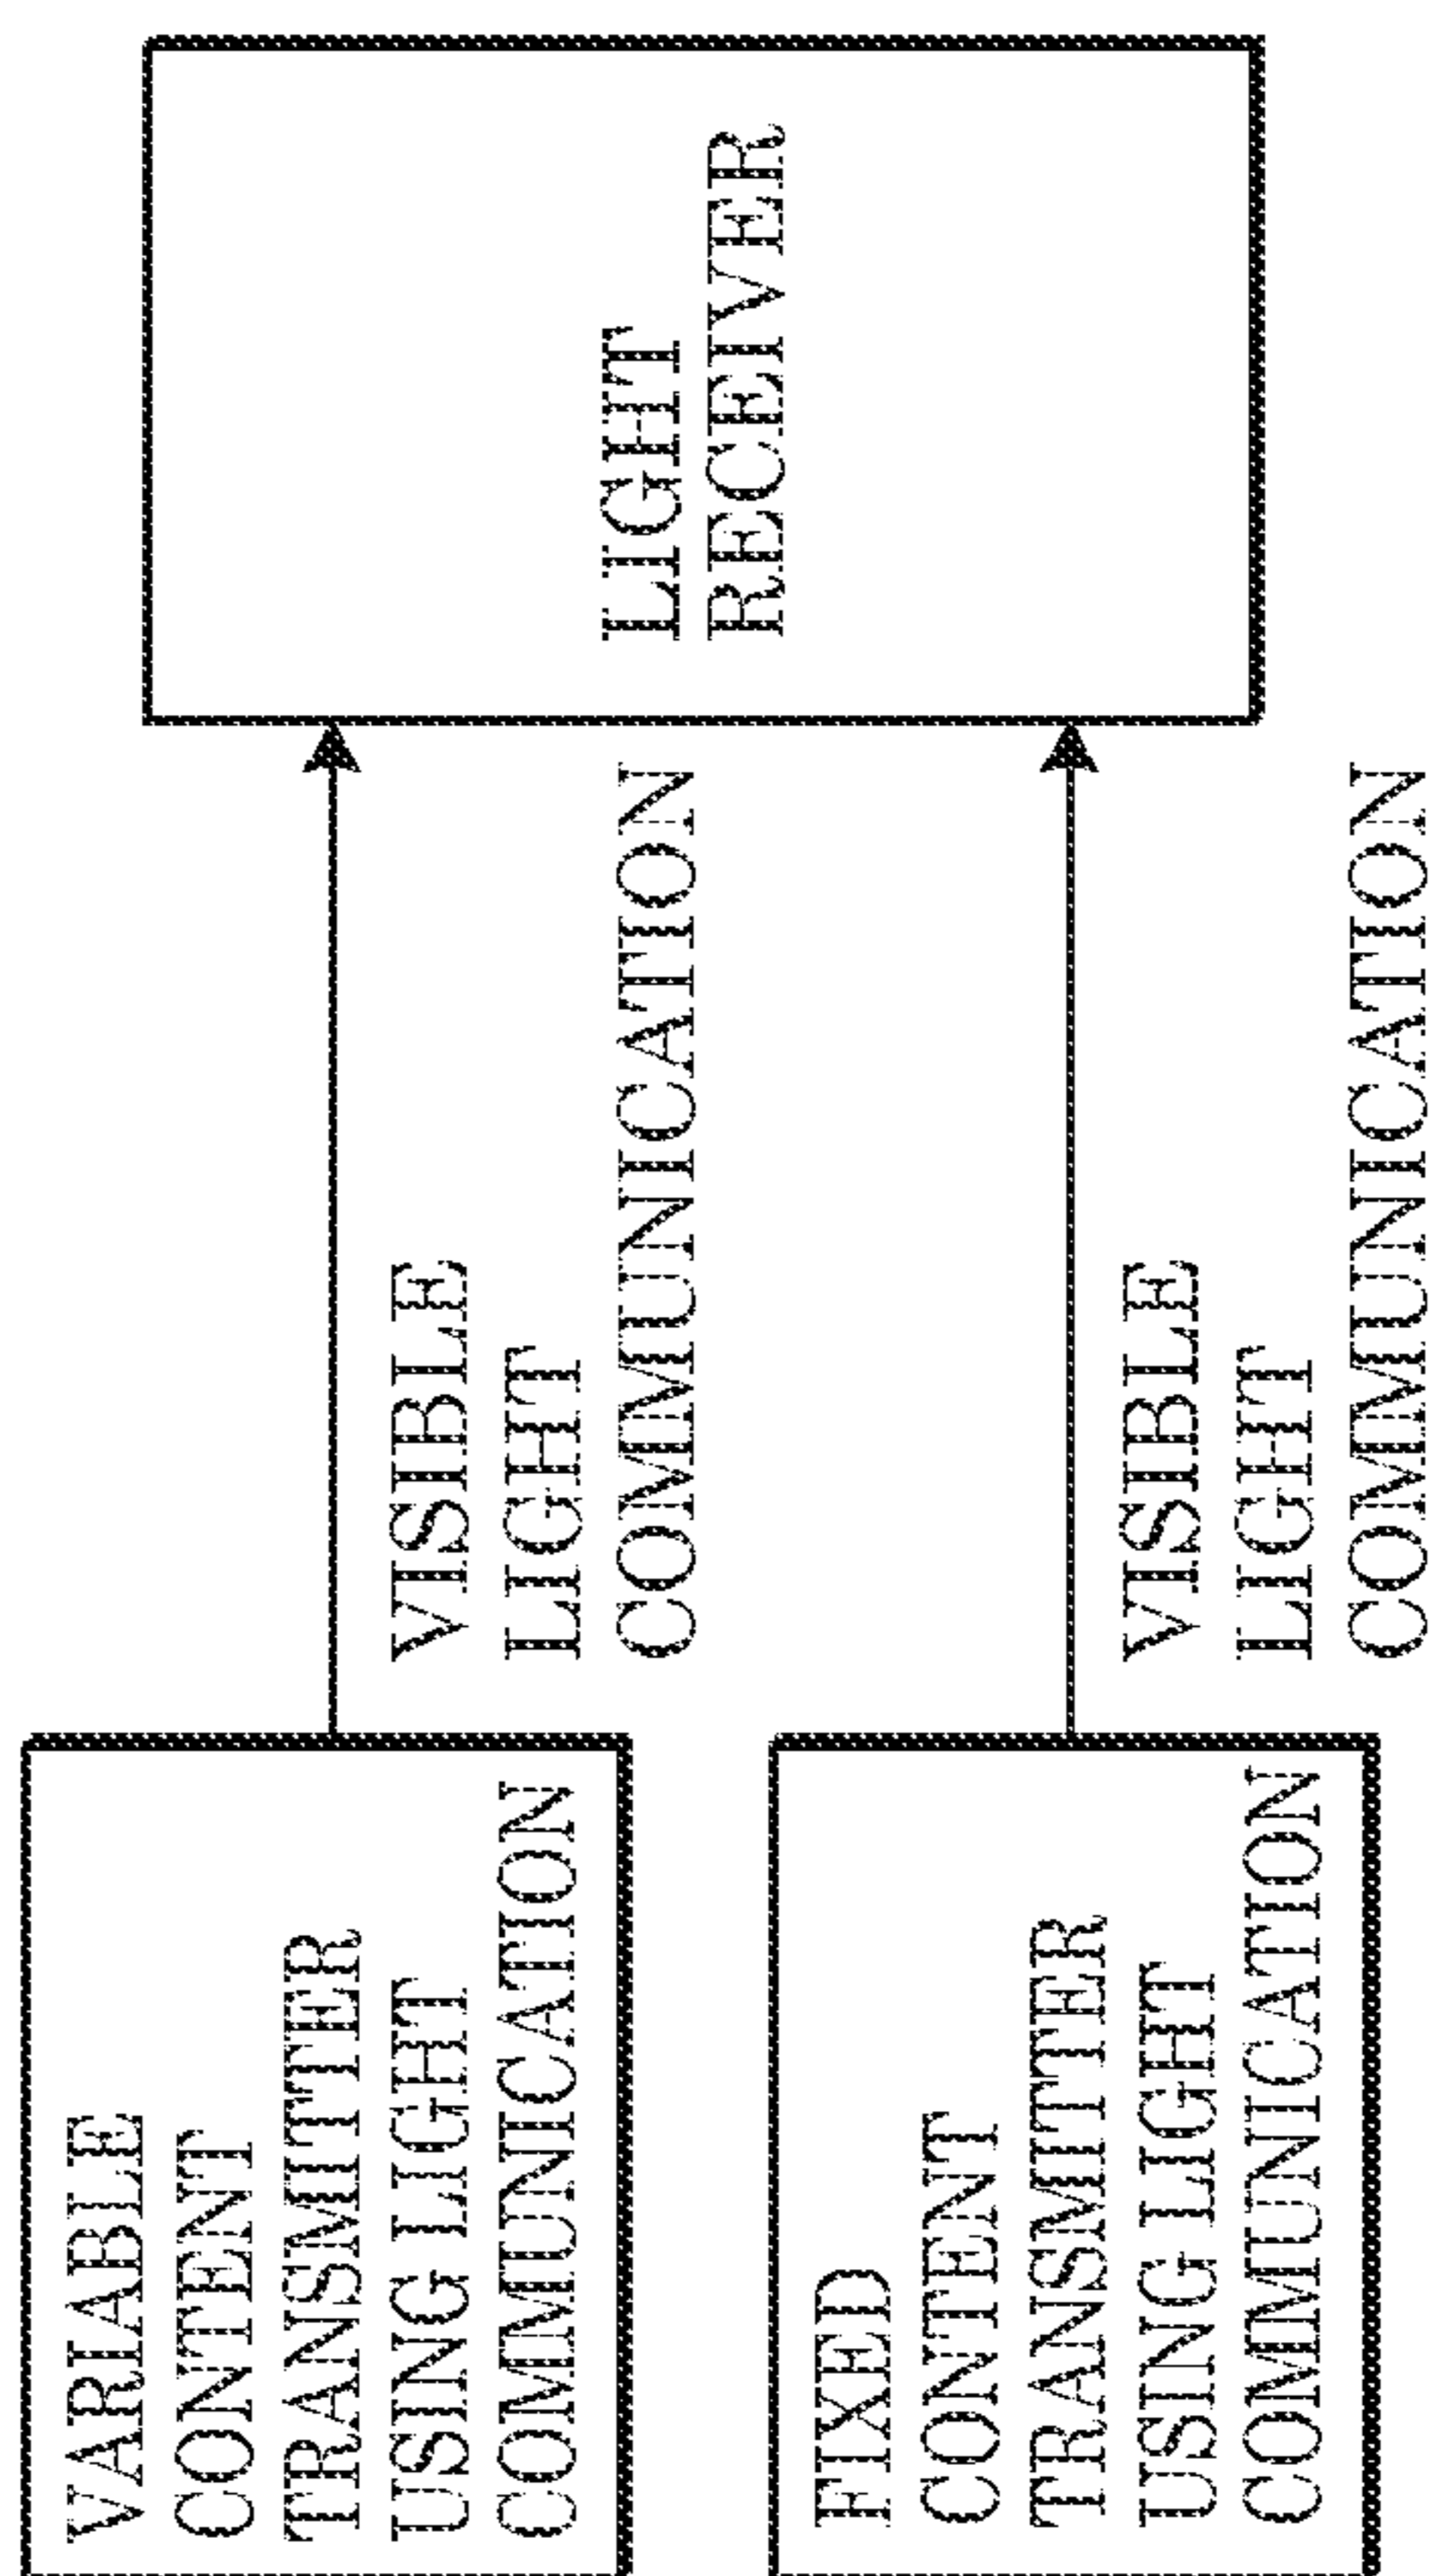 VARIABLE
CONTENT
TRANSMITTER
USING LIGHT
COMMUNICATION
VISIBLE
LIGHT
COMMUNICATION
LIGHT
RECEIVER
FIXED
CONTENT
TRANSMITTER
USING LIGHT
COMMUNICATION
VISIBLE
LIGHT
COMMUNICATION